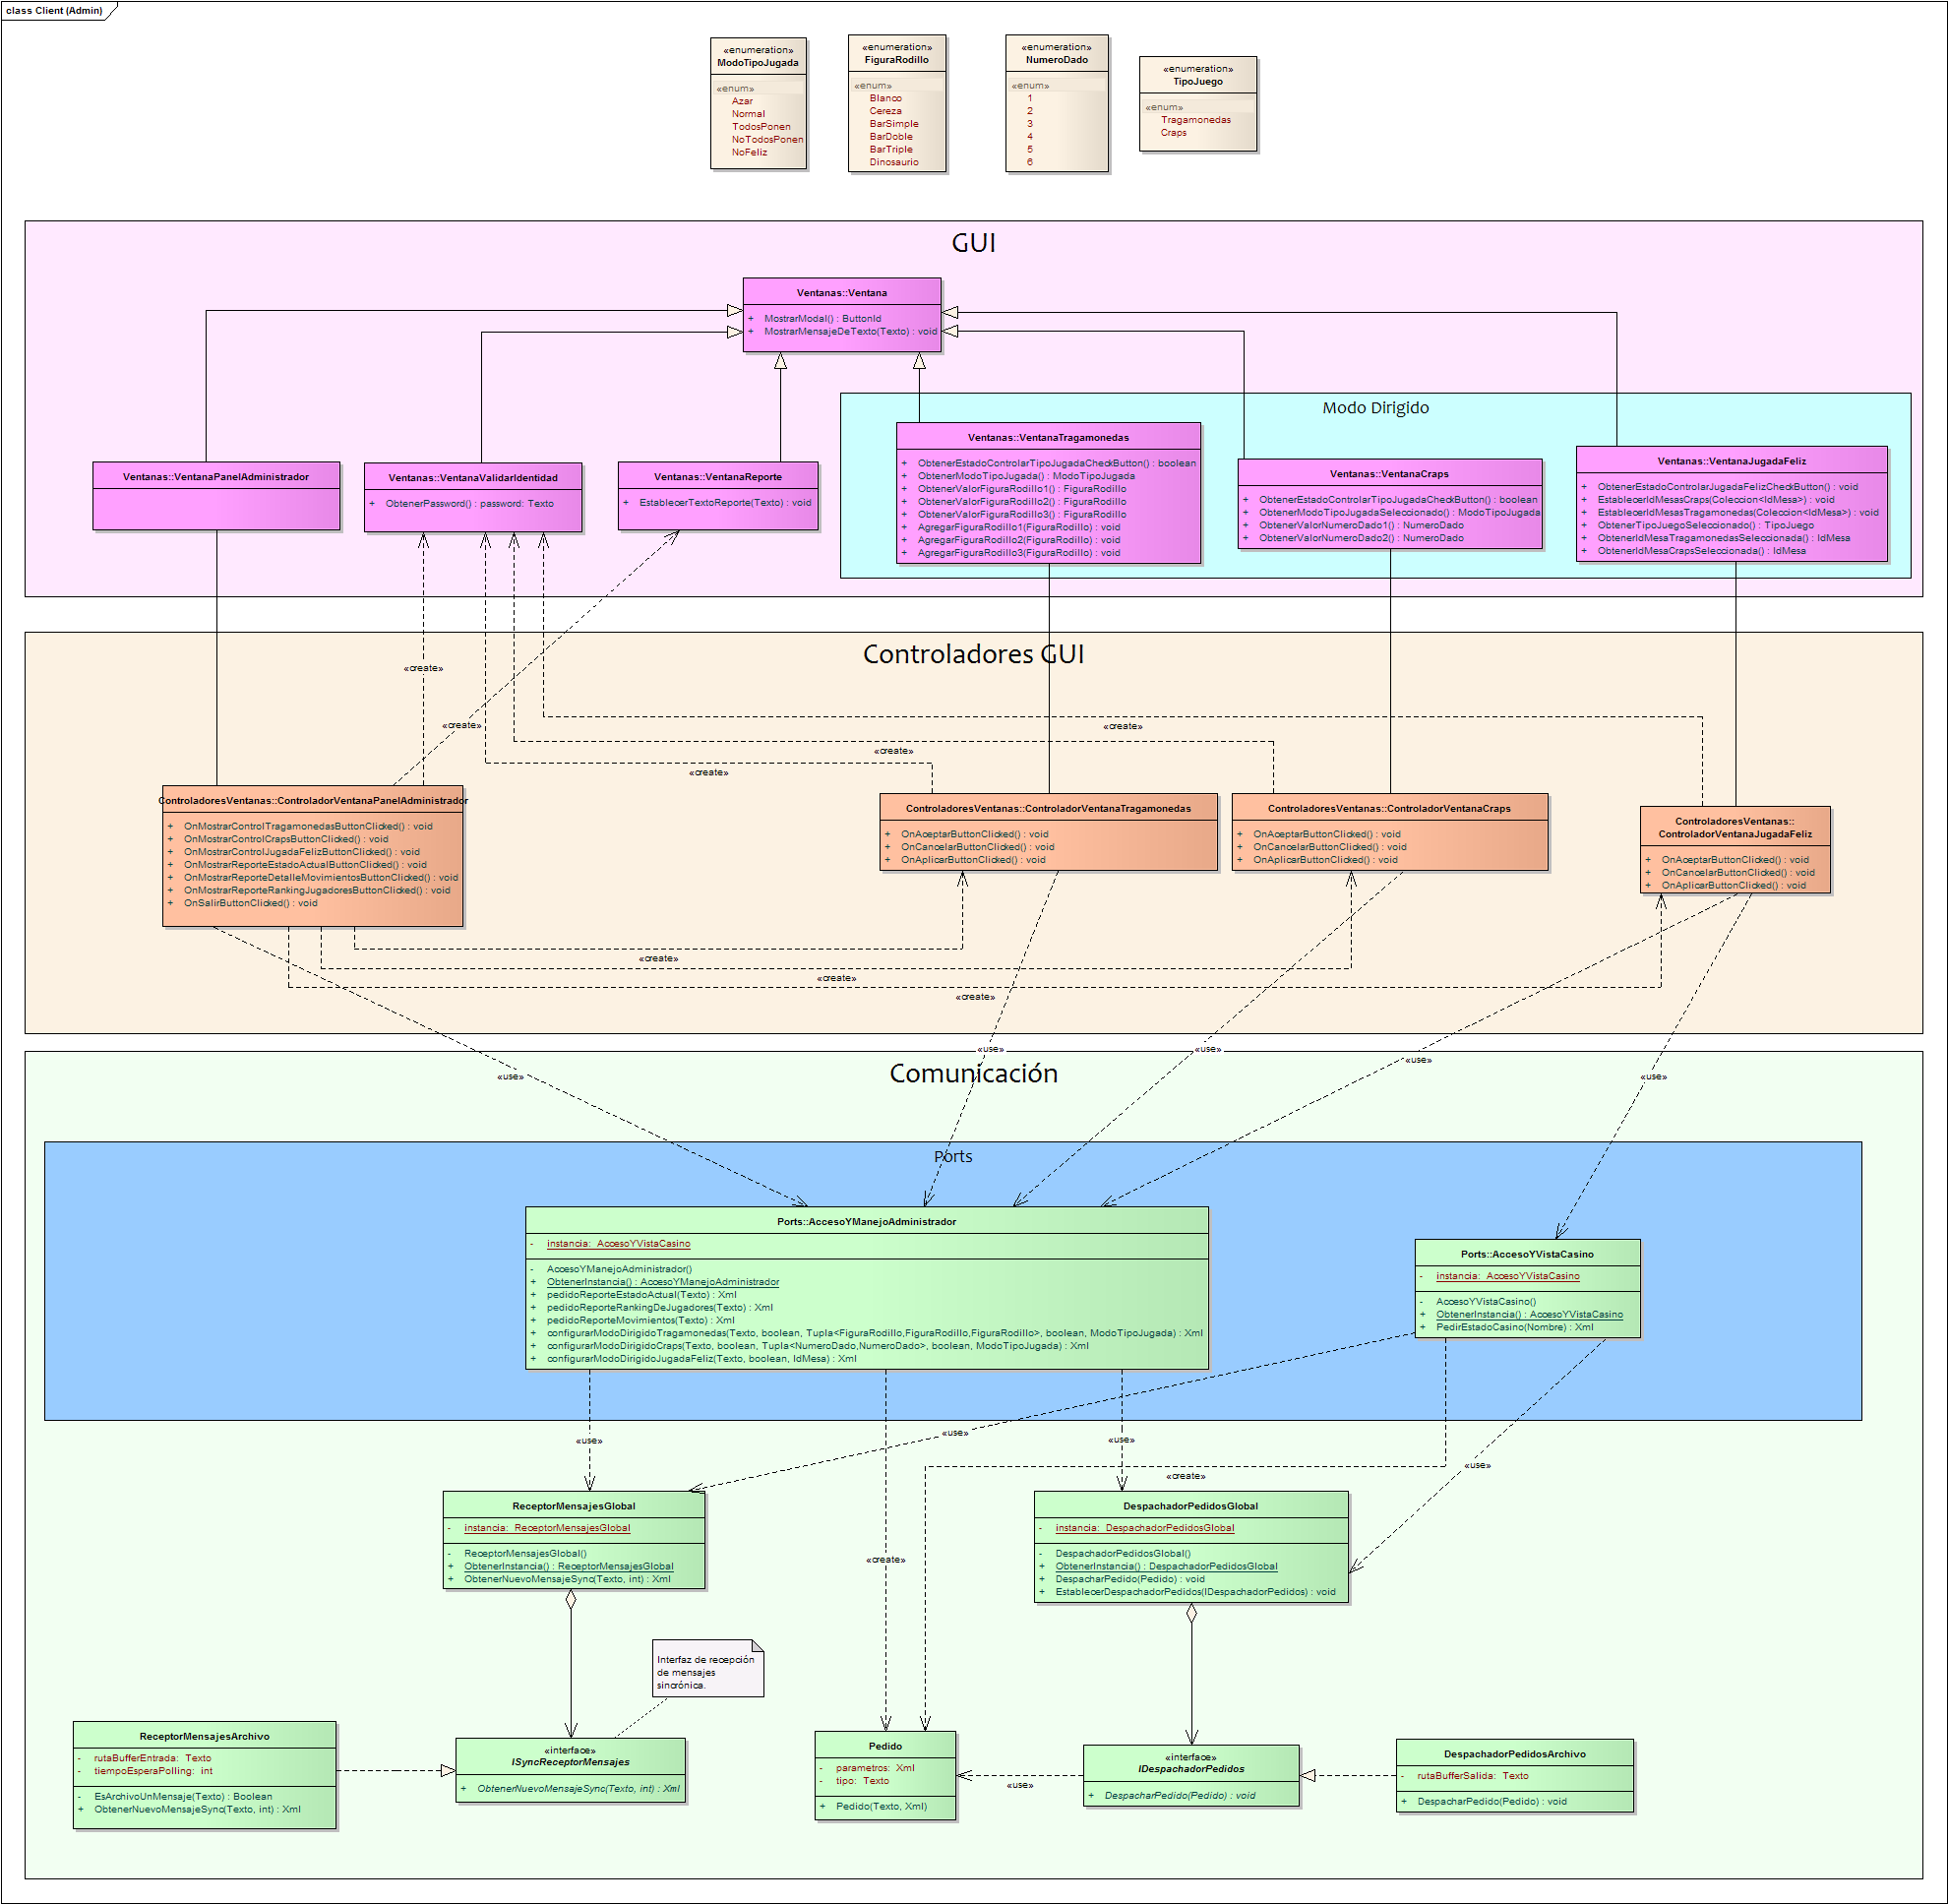 class Client (Admin)
«enumeration»
ModoTipoJugada
«enum»
Azar
Normal
TodosPonen
NoTodosPonen
NoFeliz
«enumeration»
FiguraRodillo
«enum»
Blanco
Cereza
BarSimple
BarDoble
BarTriple
Dinosaurio
«enumeration»
NumeroDado
«enum»
1
2
3
4
5
6
«enumeration»
TipoJuego
«enum»
Tragamonedas
Craps
GUI
Ventanas::Ventana
+ MostrarModal() : ButtonId
+ MostrarMensajeDeTexto(Texto) : void
Modo Dirigido
Ventanas::VentanaPanelAdministrador
Ventanas::VentanaValidarIdentidad
+ ObtenerPassword() : password: Texto
Ventanas::VentanaReporte
+ EstablecerTextoReporte(Texto) : void
Ventanas::VentanaTragamonedas
+ ObtenerEstadoControlarTipoJugadaCheckButton() : boolean
+ ObtenerModoTipoJugada() : ModoTipoJugada
+ ObtenerValorFiguraRodillo1() : FiguraRodillo
+ ObtenerValorFiguraRodillo2() : FiguraRodillo
+ ObtenerValorFiguraRodillo3() : FiguraRodillo
+ AgregarFiguraRodillo1(FiguraRodillo) : void
+ AgregarFiguraRodillo2(FiguraRodillo) : void
+ AgregarFiguraRodillo3(FiguraRodillo) : void
Ventanas::VentanaCraps
+ ObtenerEstadoControlarTipoJugadaCheckButton() : boolean
+ ObtenerModoTipoJugadaSeleccionado() : ModoTipoJugada
+ ObtenerValorNumeroDado1() : NumeroDado
+ ObtenerValorNumeroDado2() : NumeroDado
Ventanas::VentanaJugadaFeliz
+ ObtenerEstadoControlarJugadaFelizCheckButton() : void
+ EstablecerIdMesasCraps(Coleccion<IdMesa>) : void
+ EstablecerIdMesasTragamonedas(Coleccion<IdMesa>) : void
+ ObtenerTipoJuegoSeleccionado() : TipoJuego
+ ObtenerIdMesaTragamonedasSeleccionada() : IdMesa
+ ObtenerIdMesaCrapsSeleccionada() : IdMesa
Controladores GUI
«create»
«create»
«create»
«create»
«create»
ControladoresVentanas::ControladorVentanaPanelAdministrador
+ OnMostrarControlTragamonedasButtonClicked() : void
+ OnMostrarControlCrapsButtonClicked() : void
+ OnMostrarControlJugadaFelizButtonClicked() : void
+ OnMostrarReporteEstadoActualButtonClicked() : void
+ OnMostrarReporteDetalleMovimientosButtonClicked() : void
+ OnMostrarReporteRankingJugadoresButtonClicked() : void
+ OnSalirButtonClicked() : void
ControladoresVentanas::ControladorVentanaTragamonedas
+ OnAceptarButtonClicked() : void
+ OnCancelarButtonClicked() : void
+ OnAplicarButtonClicked() : void
ControladoresVentanas::ControladorVentanaCraps
+ OnAceptarButtonClicked() : void
+ OnCancelarButtonClicked() : void
+ OnAplicarButtonClicked() : void
ControladoresVentanas::
ControladorVentanaJugadaFeliz
+ OnAceptarButtonClicked() : void
+ OnCancelarButtonClicked() : void
+ OnAplicarButtonClicked() : void
«create»
«create»
«create»
«use»
«use»
«use»
«use»
«use»
Comunicación
Ports
Ports::AccesoYManejoAdministrador
- instancia: AccesoYVistaCasino
- AccesoYManejoAdministrador()
+ ObtenerInstancia() : AccesoYManejoAdministrador
+ pedidoReporteEstadoActual(Texto) : Xml
+ pedidoReporteRankingDeJugadores(Texto) : Xml
+ pedidoReporteMovimientos(Texto) : Xml
+ configurarModoDirigidoTragamonedas(Texto, boolean, Tupla<FiguraRodillo,FiguraRodillo,FiguraRodillo>, boolean, ModoTipoJugada) : Xml
+ configurarModoDirigidoCraps(Texto, boolean, Tupla<NumeroDado,NumeroDado>, boolean, ModoTipoJugada) : Xml
+ configurarModoDirigidoJugadaFeliz(Texto, boolean, IdMesa) : Xml
Ports::AccesoYVistaCasino
- instancia: AccesoYVistaCasino
- AccesoYVistaCasino()
+ ObtenerInstancia() : AccesoYVistaCasino
+ PedirEstadoCasino(Nombre) : Xml
«use»
«use»
«use»
«create»
«use»
«create»
ReceptorMensajesGlobal
- instancia: ReceptorMensajesGlobal
- ReceptorMensajesGlobal()
+ ObtenerInstancia() : ReceptorMensajesGlobal
+ ObtenerNuevoMensajeSync(Texto, int) : Xml
DespachadorPedidosGlobal
- instancia: DespachadorPedidosGlobal
- DespachadorPedidosGlobal()
+ ObtenerInstancia() : DespachadorPedidosGlobal
+ DespacharPedido(Pedido) : void
+ EstablecerDespachadorPedidos(IDespachadorPedidos) : void
Interfaz de recepción
de mensajes
sincrónica.
ReceptorMensajesArchivo
- rutaBufferEntrada: Texto
- tiempoEsperaPolling: int
- EsArchivoUnMensaje(Texto) : Boolean
+ ObtenerNuevoMensajeSync(Texto, int) : Xml
«interface»
ISyncReceptorMensajes
+ ObtenerNuevoMensajeSync(Texto, int) : Xml
Pedido
- parametros: Xml
- tipo: Texto
+ Pedido(Texto, Xml)
«use»
«interface»
IDespachadorPedidos
+ DespacharPedido(Pedido) : void
DespachadorPedidosArchivo
- rutaBufferSalida: Texto
+ DespacharPedido(Pedido) : void